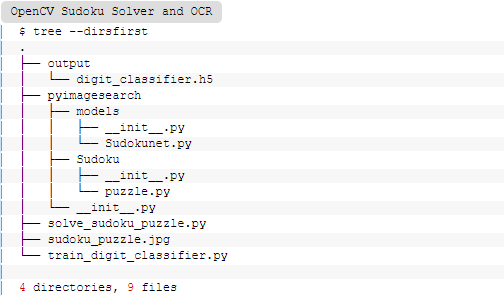 OpenCV Sudoku Solver and OCR
$ tree --dirsfirst
.
├── output
│   └── digit_classifier.h5
├── pyimagesearch
│   ├── models
│   │   ├── __init__.py
│   │   └── Sudokunet.py
│   ├── Sudoku
│   │   ├── __init__.py
│   │   └── puzzle.py
│   └── __init__.py
├── solve_sudoku_puzzle.py
├── sudoku_puzzle.jpg
└── train_digit_classifier.py
4 directories, 9 files